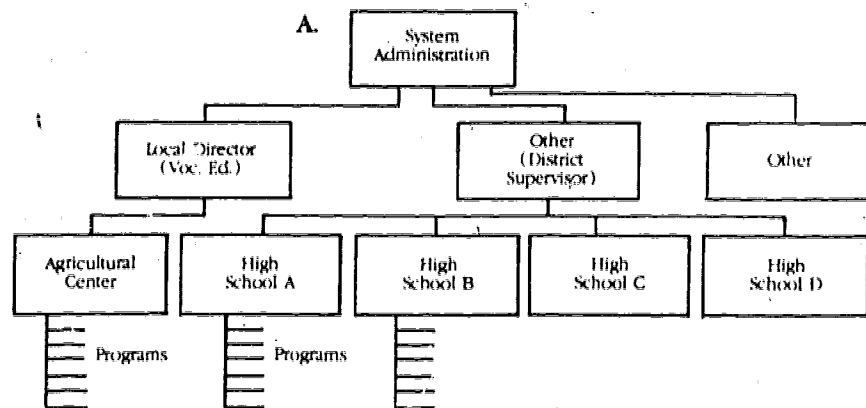 A.
System
Administration
Local Director
(Voc. Ed.)
Other
(District
Supervisor)
Other
Agricultural
Center
High
School A
High
School B
High
School C
High
School D
Programs
Programs